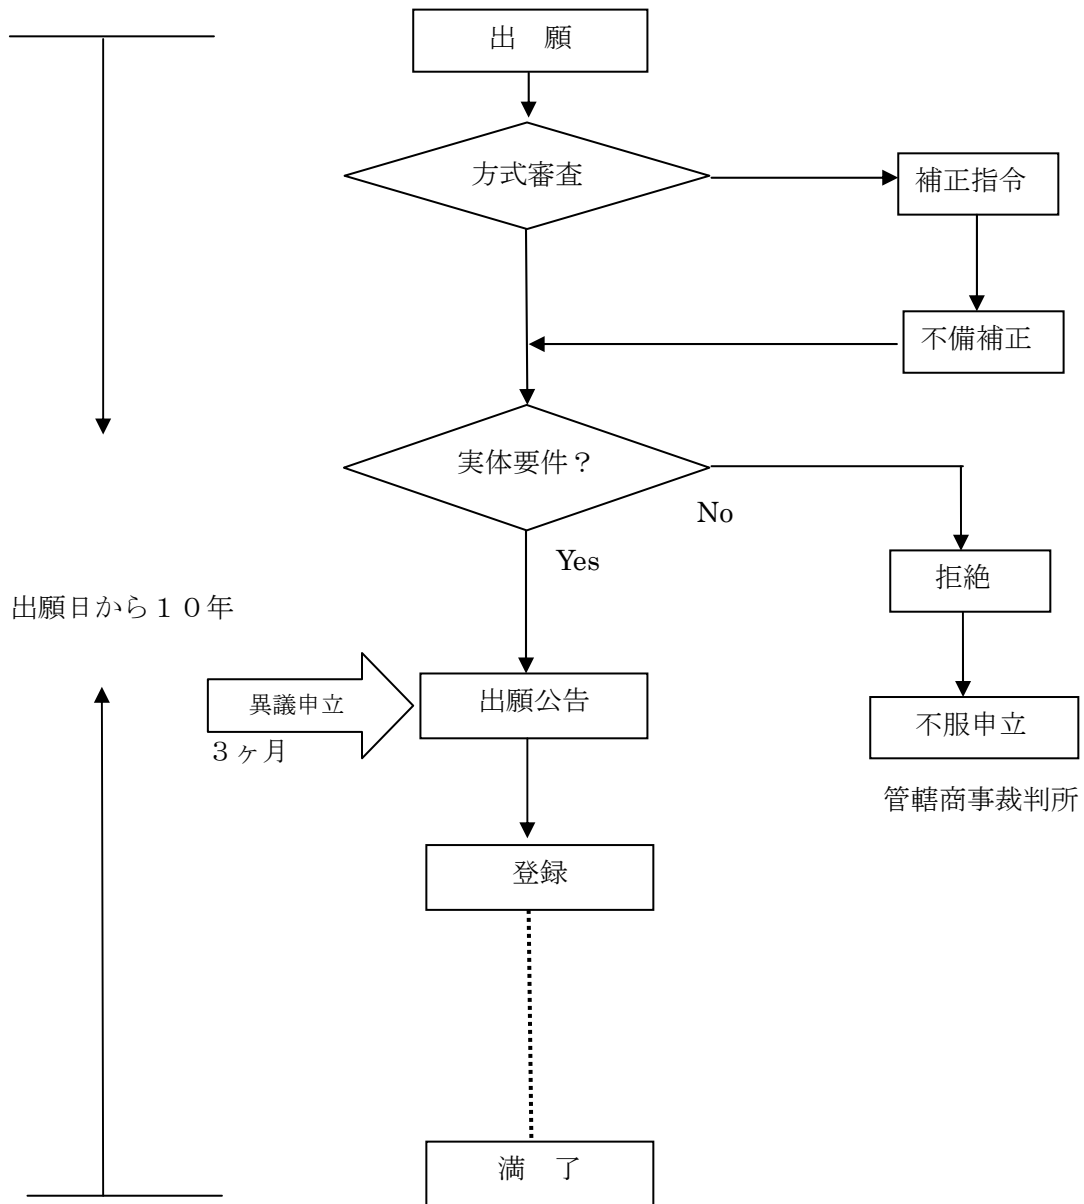 出　願
方式審査
補正指令
不備補正
実体要件？
No
Yes
拒絶
出願日から１０年
異議申立
出願公告
不服申立
３ヶ月
管轄商事裁判所
登録
満　了